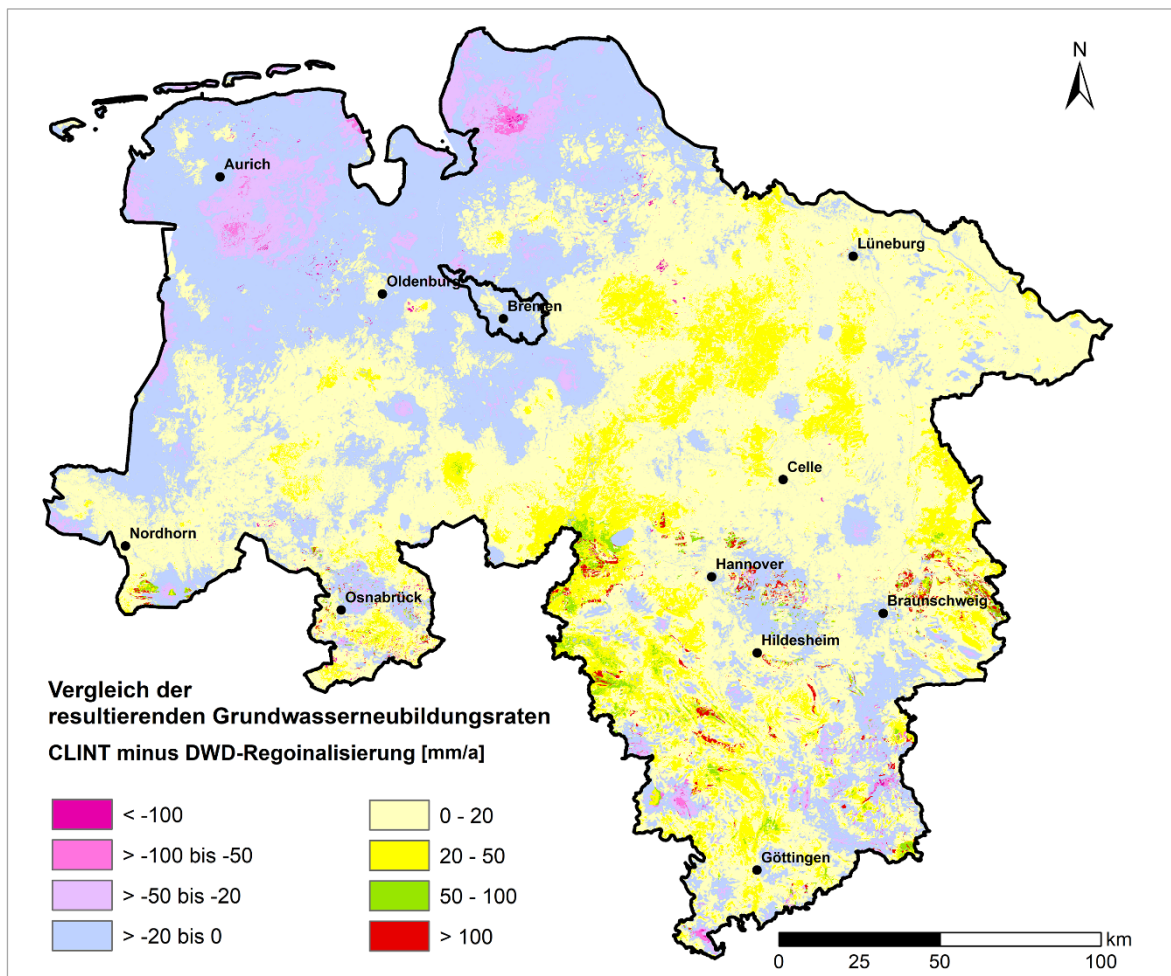 N
Aurich
Lüneburg
Oldenburg
Bremen
Celle
Nordhorn
Hannover
Osnabrück
Braunschweig
Hildesheim
Göttingen
Vergleich der
resultierenden Grundwasserneubildungsraten
CLINT minus DWD-Regoinalisierung [mm/a]
< -100
> -100 bis -50
> -50 bis -20
> -20 bis 0
0 - 20
20 - 50
50 - 100
> 100
km
0 25 50 100